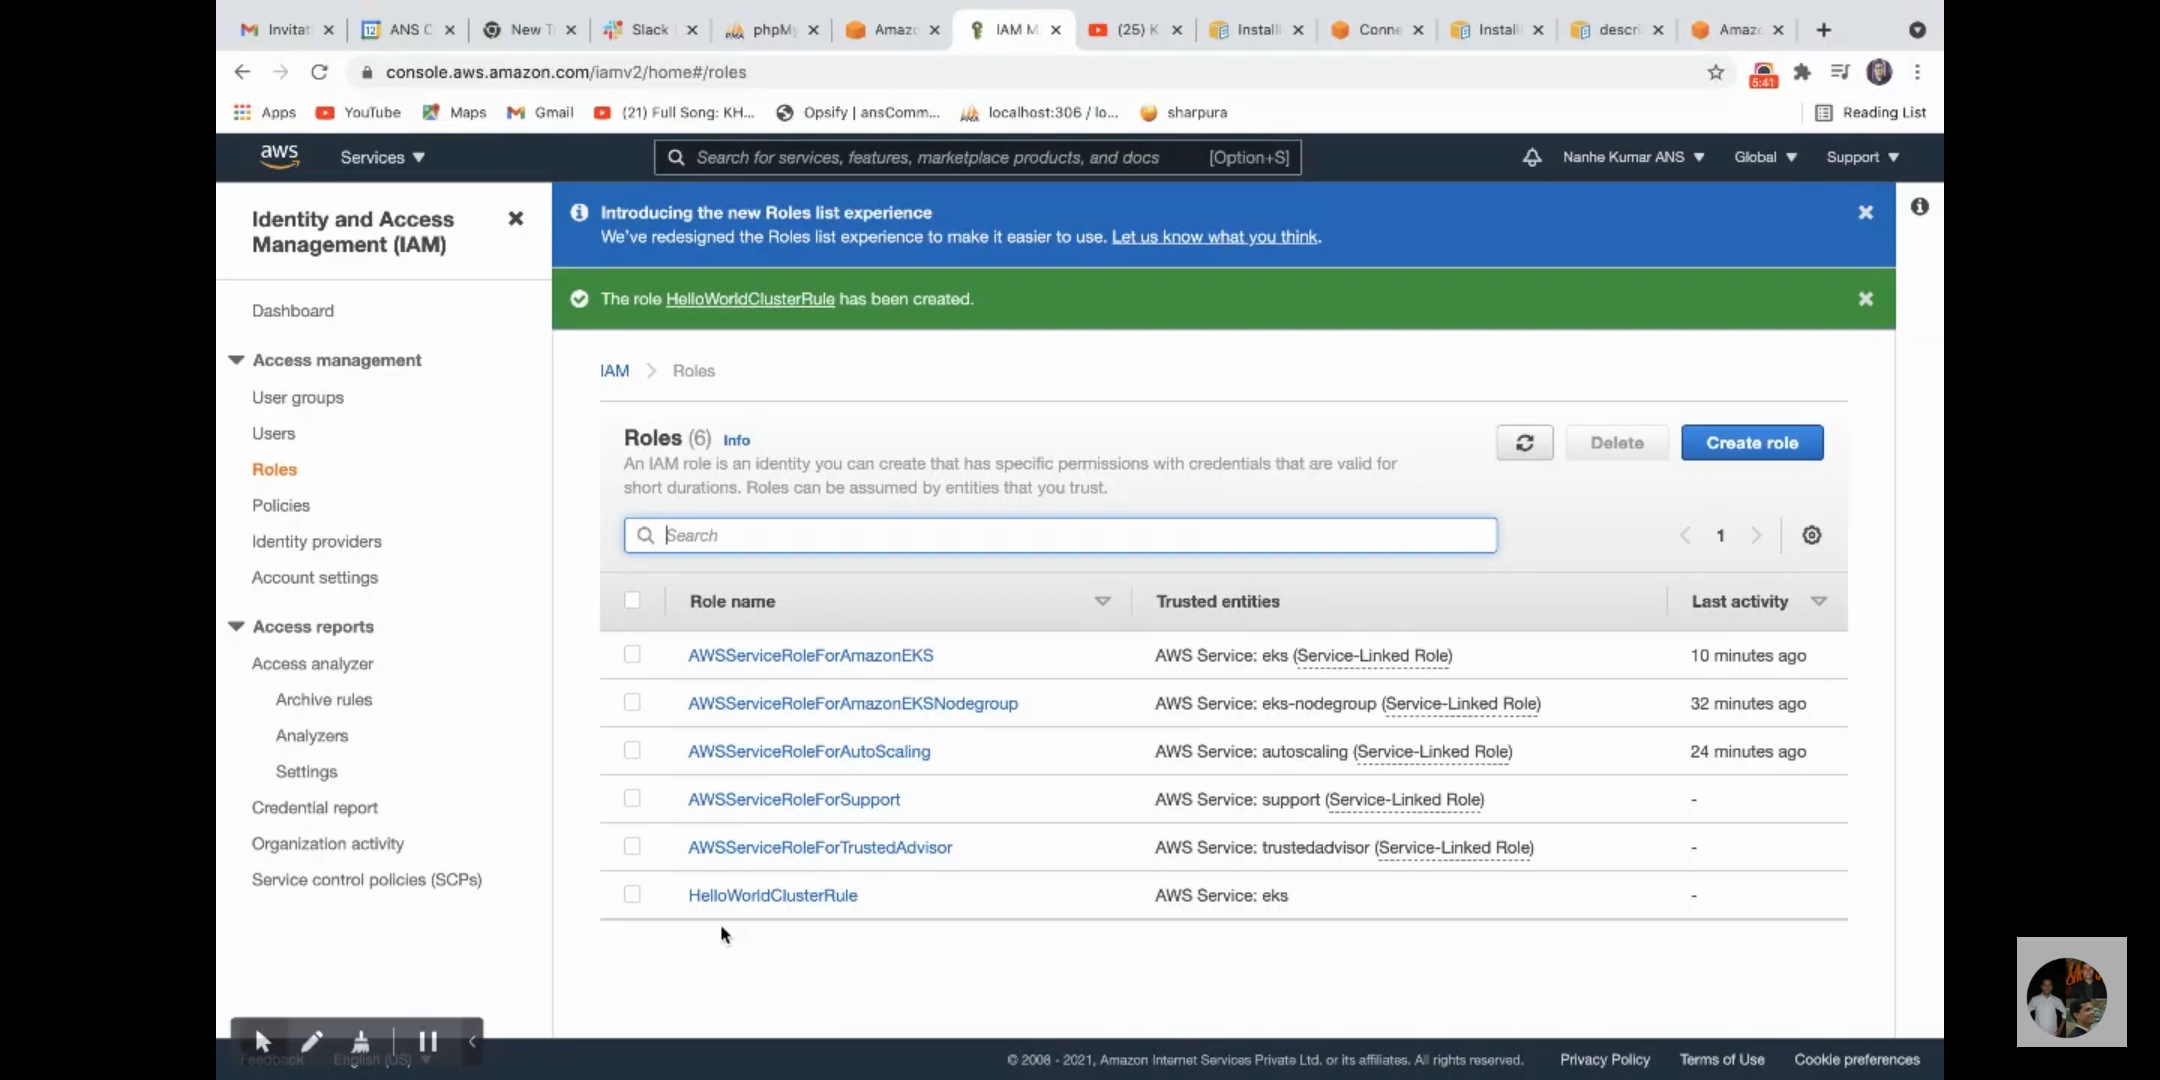 Invitat
ANS C
New T
Slack
phpMy
Amazo
IAM M
(25) K
Installi
Conne
Installi
descri
Amazo
console.aws.amazon.com/iamv2/home#/roles
5:41
Apps
YouTube
Maps
Gmail
(21) Full Song: KH...
Opsify | ansComm...
localhost:306 / lo...
sharpura
Reading List
aws
Services
Search for services, features, marketplace products, and docs
[Option+S]
Nanhe Kumar ANS
Global
Support
Identity and Access
Management (IAM)
Dashboard
Access management
User groups
Users
Roles
Policies
Identity providers
Account settings
Access reports
Access analyzer
Archive rules
Analyzers
Settings
Credential report
Organization activity
Service control policies (SCPs)
Introducing the new Roles list experience
We've redesigned the Roles list experience to make it easier to use. Let us know what you think.
The role HelloWorldClusterRule has been created.
IAM > Roles
Roles (6) Info
An IAM role is an identity you can create that has specific permissions with credentials that are valid for
short durations. Roles can be assumed by entities that you trust.
Delete
Create role
Search
1
Role name Trusted entities Last activity
AWSServiceRoleForAmazonEKS AWS Service: eks (Service-Linked Role) 10 minutes ago
AWSServiceRoleForAmazonEKSNodegroup AWS Service: eks-nodegroup (Service-Linked Role) 32 minutes ago
AWSServiceRoleForAutoScaling AWS Service: autoscaling (Service-Linked Role) 24 minutes ago
AWSServiceRoleForSupport AWS Service: support (Service-Linked Role) -
AWSServiceRoleForTrustedAdvisor AWS Service: trustedadvisor (Service-Linked Role) -
HelloWorldClusterRule AWS Service: eks -
Feedback English (US)
© 2008 - 2021, Amazon Internet Services Private Ltd. or its affiliates. All rights reserved. Privacy Policy Terms of Use Cookie preferences